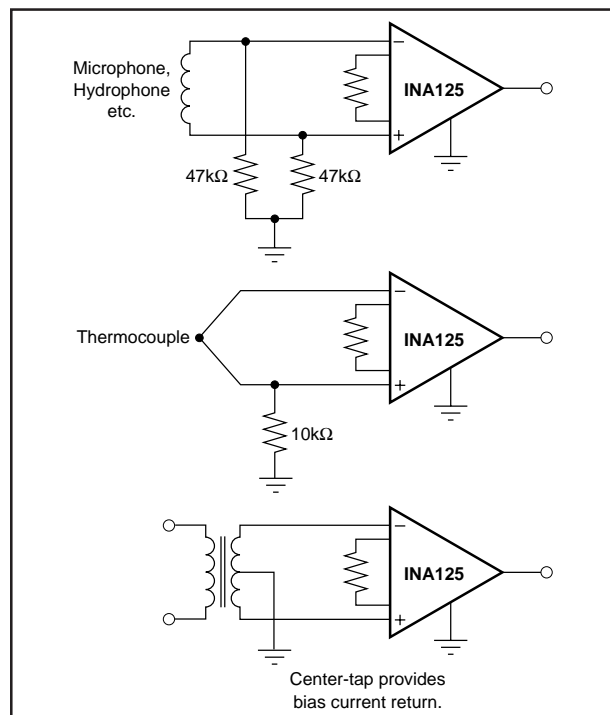 Microphone,
Hydrophone
etc.
−
INA125
+
47kΩ 47kΩ
−
Thermocouple
INA125
+
10kΩ
−
INA125
+
Center-tap provides
bias current return.